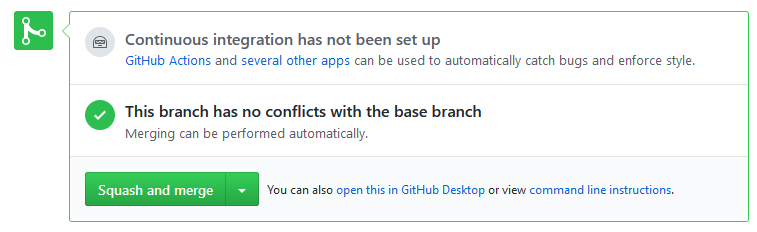 Continuous integration has not been set up
GitHub Actions and several other apps can be used to automatically catch bugs and enforce style.
This branch has no conflicts with the base branch
Merging can be performed automatically.
Squash and merge
You can also open this in GitHub Desktop or view command line instructions.